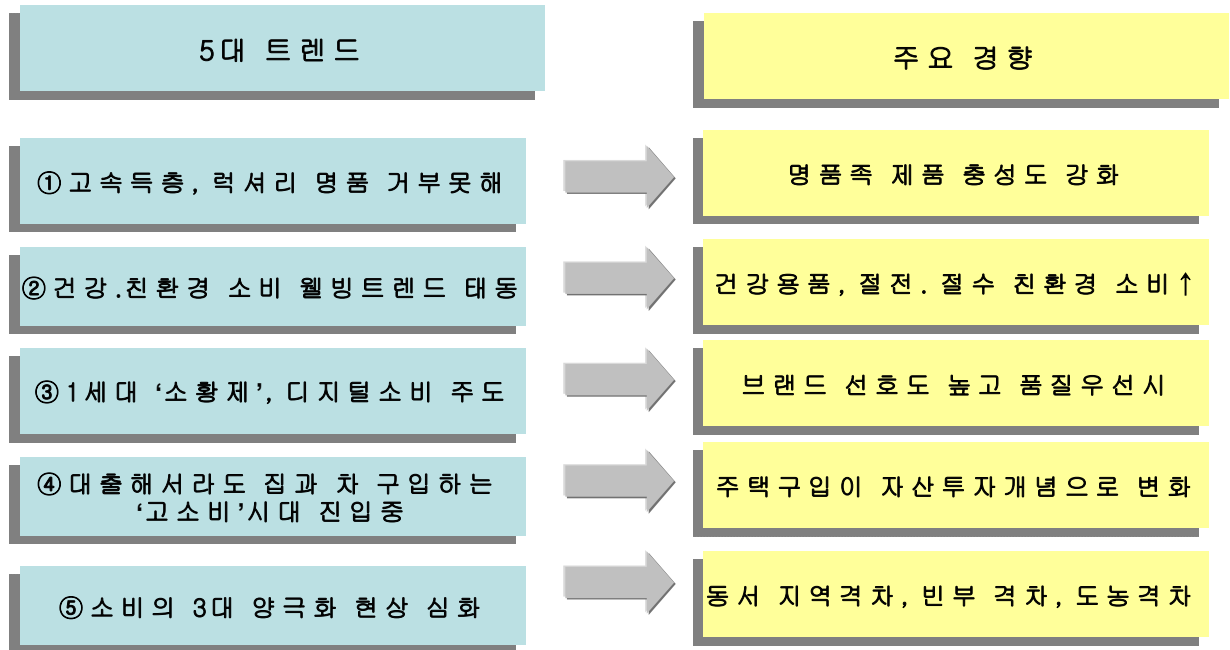 5대 트렌드
주요 경향
①고속득층, 럭셔리 명품 거부못해
명품족 제품 충성도 강화
②건강.친환경 소비 웰빙트렌드 태동
건강용품, 절전. 절수 친환경 소비↑
③1세대 ‘소황제’, 디지털소비 주도
브랜드 선호도 높고 품질우선시
④대출해서라도 집과 차 구입하는
‘고소비’시대 진입중
주택구입이 자산투자개념으로 변화
⑤소비의 3대 양극화 현상 심화
동서 지역격차, 빈부 격차, 도농격차